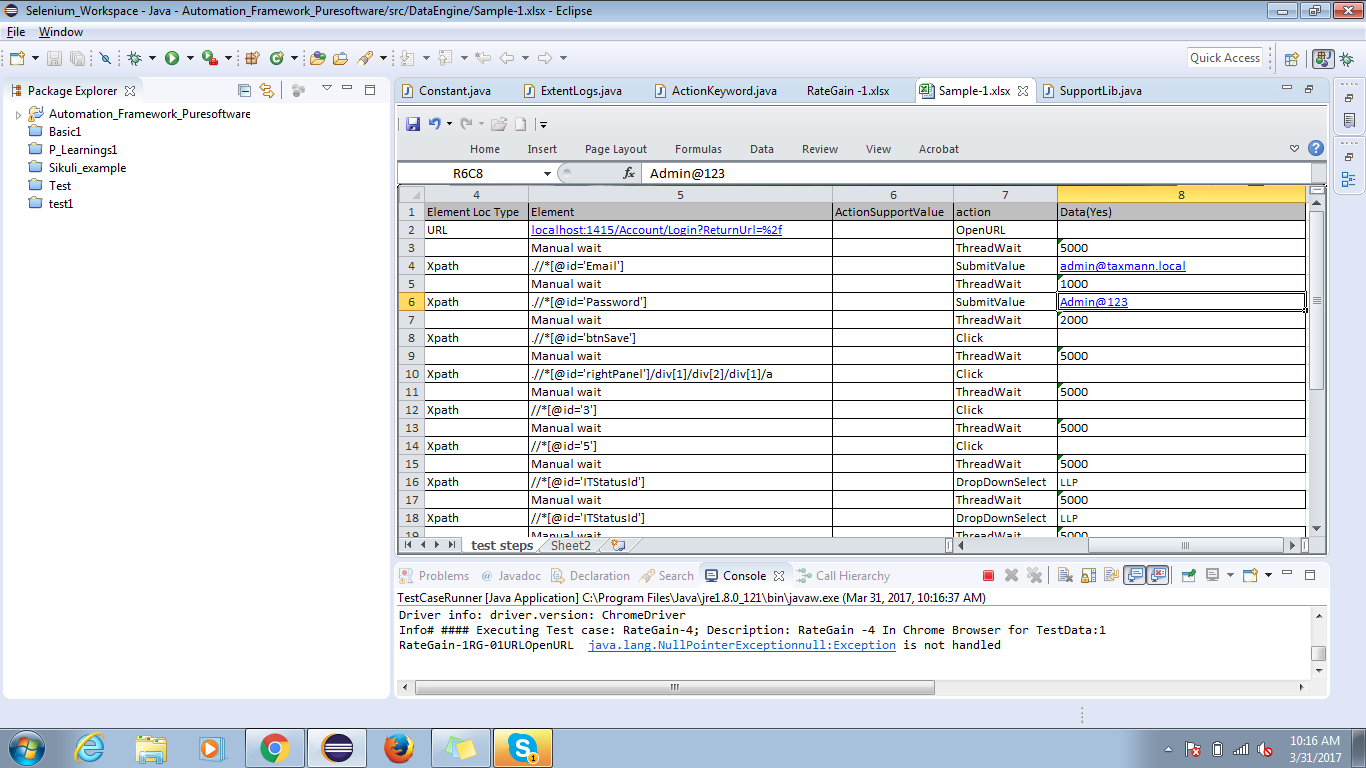 Selenium_Workspace - Java - Automation_Framework_Puresoftware/src/DataEngine/Sample-1.xlsx - Eclipse
File Window
Quick Access
Package Explorer
Automation_Framework_Puresoftware
Basic1
P_Learnings1
Sikuli_example
Test
test1
Constant.java ExtentLogs.java ActionKeyword.java RateGain -1.xlsx Sample-1.xlsx SupportLib.java
Home Insert Page Layout Formulas Data Review View Acrobat
R6C8 fx Admin@123
4 5 6 7 8
1 Element Loc Type Element ActionSupportValue action Data(Yes)
2 URL localhost:1415/Account/Login?ReturnUrl=%2f OpenURL
3 Manual wait ThreadWait 5000
4 Xpath .//*[@id='Email'] SubmitValue admin@taxmann.local
5 Manual wait ThreadWait 1000
6 Xpath .//*[@id='Password'] SubmitValue Admin@123
7 Manual wait ThreadWait 2000
8 Xpath .//*[@id='btnSave'] Click
9 Manual wait ThreadWait 5000
10 Xpath .//*[@id='rightPanel']/div[1]/div[2]/div[1]/a Click
11 Manual wait ThreadWait 5000
12 Xpath //*[@id='3'] Click
13 Manual wait ThreadWait 5000
14 Xpath //*[@id='5'] Click
15 Manual wait ThreadWait 5000
16 Xpath //*[@id='ITStatusId'] DropDownSelect LLP
17 Manual wait ThreadWait 5000
18 Xpath //*[@id='ITStatusId'] DropDownSelect LLP
19 Manual wait ThreadWait 5000
test steps Sheet2
Problems @ Javadoc Declaration Search Console Call Hierarchy
TestCaseRunner [Java Application] C:\Program Files\Java\jre1.8.0_121\bin\javaw.exe (Mar 31, 2017, 10:16:37 AM)
Driver info: driver.version: ChromeDriver
Info# #### Executing Test case: RateGain-4; Description: RateGain -4 In Chrome Browser for TestData:1
RateGain-1RG-01URLOpenURL java.lang.NullPointerExceptionnull:Exception is not handled
10:16 AM
3/31/2017